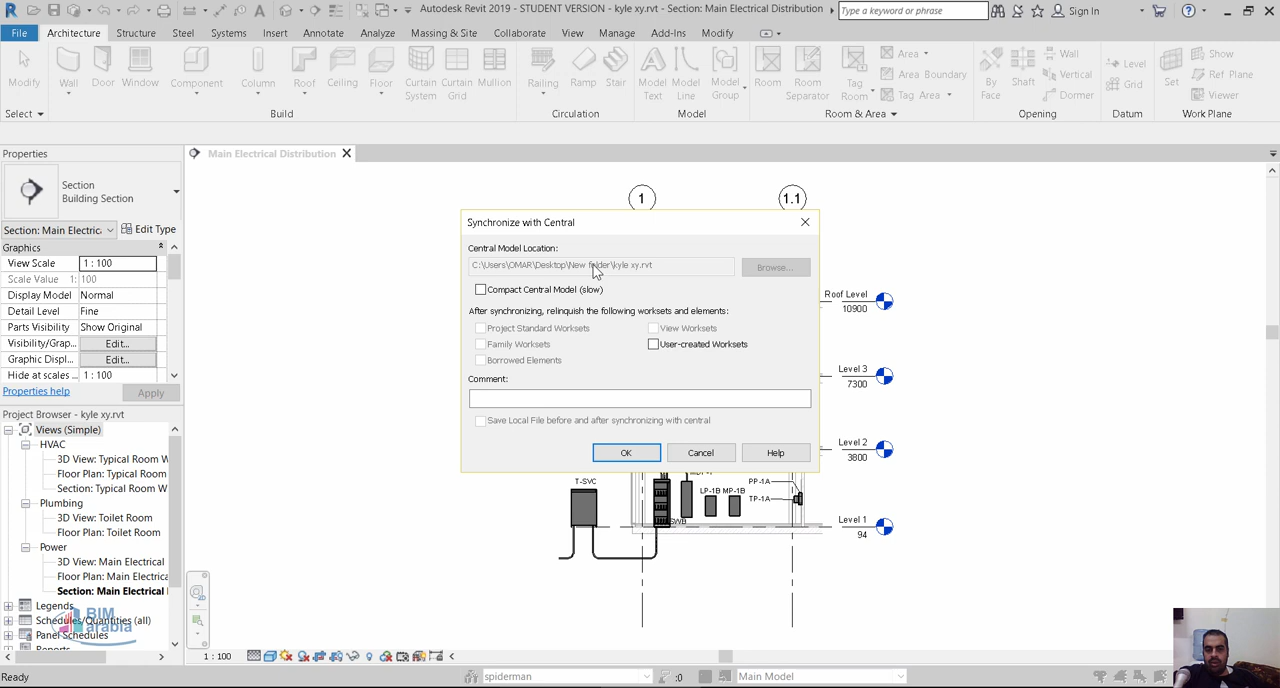 Autodesk Revit 2019 - STUDENT VERSION - kyle xy.rvt - Section: Main Electrical Distribution
Type a keyword or phrase
Sign In
File Architecture Structure Steel Systems Insert Annotate Analyze Massing & Site Collaborate View Manage Add-Ins Modify
Modify Wall Door Window Component Column Roof Ceiling Floor Curtain System Curtain Grid Mullion Railing Ramp Stair Model Text Model Line Model Group Room Room Separator Tag Room Area Area Boundary Tag Area By Face Shaft Wall Vertical Dormer Level Grid Set Show Ref Plane Viewer
Select Build Circulation Model Room & Area Opening Datum Work Plane
Properties
Main Electrical Distribution
Section
Building Section
Section: Main Electric. Edit Type
Graphics
View Scale 1 : 100
Scale Value 1: 100
Display Model Normal
Detail Level Fine
Parts Visibility Show Original
Visibility/Grap... Edit...
Graphic Displ... Edit...
Hide at scales ... 1 : 100
Properties help Apply
Project Browser - kyle xy.rvt
Views (Simple)
HVAC
3D View: Typical Room W
Floor Plan: Typical Room
Section: Typical Room W
Plumbing
3D View: Toilet Room
Floor Plan: Toilet Room
Power
3D View: Main Electrical
Floor Plan: Main Electrica
Section: Main Electrical
Legends
Schedules/Quantities (all)
Panel Schedules
BIM
arabia
1 1.1
Synchronize with Central
Central Model Location:
C:\Users\OMAR\Desktop\New folder\kyle xy.rvt
Browse...
Compact Central Model (slow)
After synchronizing, relinquish the following worksets and elements:
Project Standard Worksets View Worksets
Family Worksets User-created Worksets
Borrowed Elements
Comment:
Save Local File before and after synchronizing with central
OK Cancel Help
Roof Level
10900
Level 3
7300
Level 2
3800
Level 1
94
T-SVC
LP-1B MP-1B
PP-1A
TP-1A
1 : 100
Ready
spiderman
:0
Main Model